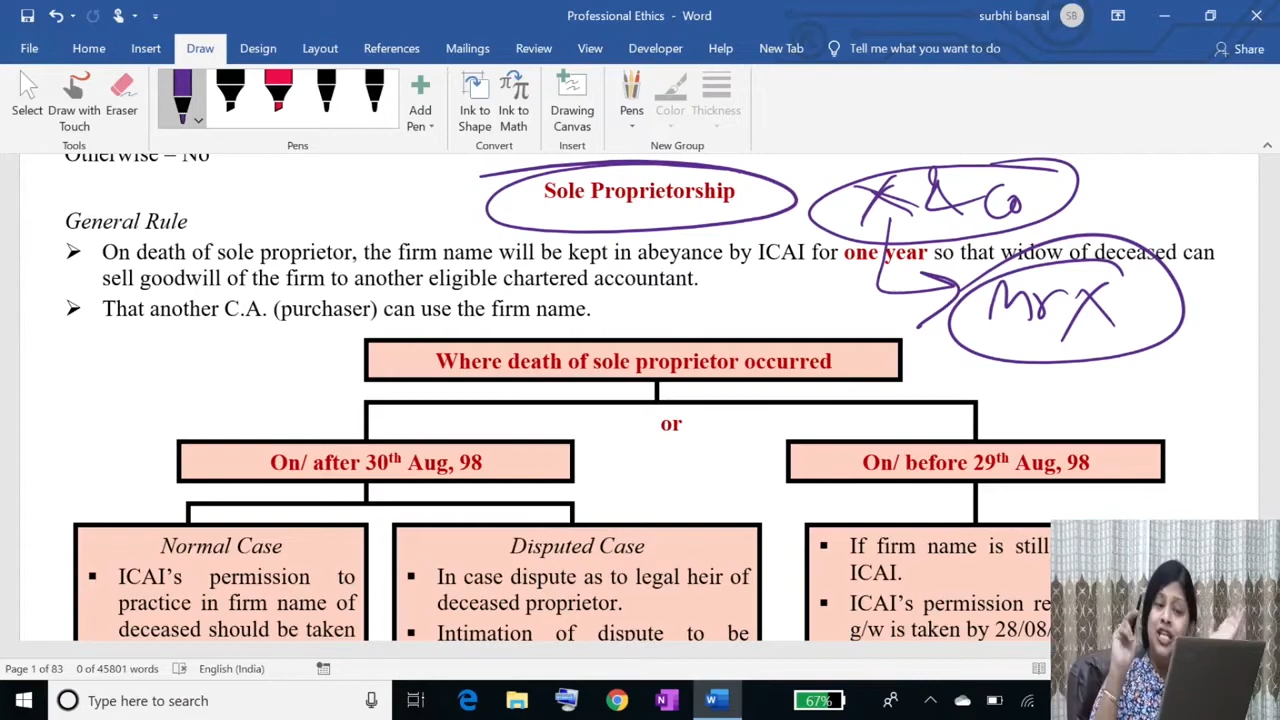 Professional Ethics - Word
surbhi bansal
SB
File Home Insert Draw Design Layout References Mailings Review View Developer Help New Tab Tell me what you want to do Share
Select Draw with Touch Eraser
Add Pen
Ink to Shape Ink to Math
Drawing Canvas
Pens Color Thickness
Tools Pens Convert Insert New Group
Otherwise – No
Sole Proprietorship
X & Co
General Rule
On death of sole proprietor, the firm name will be kept in abeyance by ICAI for one year so that widow of deceased can
sell goodwill of the firm to another eligible chartered accountant.
Mr X
That another C.A. (purchaser) can use the firm name.
Where death of sole proprietor occurred
or
On/ after 30th Aug, 98
On/ before 29th Aug, 98
Normal Case
ICAI's permission to
practice in firm name of
deceased should be taken
Disputed Case
In case dispute as to legal heir of
deceased proprietor.
Intimation of dispute to be
If firm name is still
ICAI.
ICAI's permission re
g/w is taken by 28/08/
Page 1 of 83 0 of 45801 words English (India)
Type here to search
67%